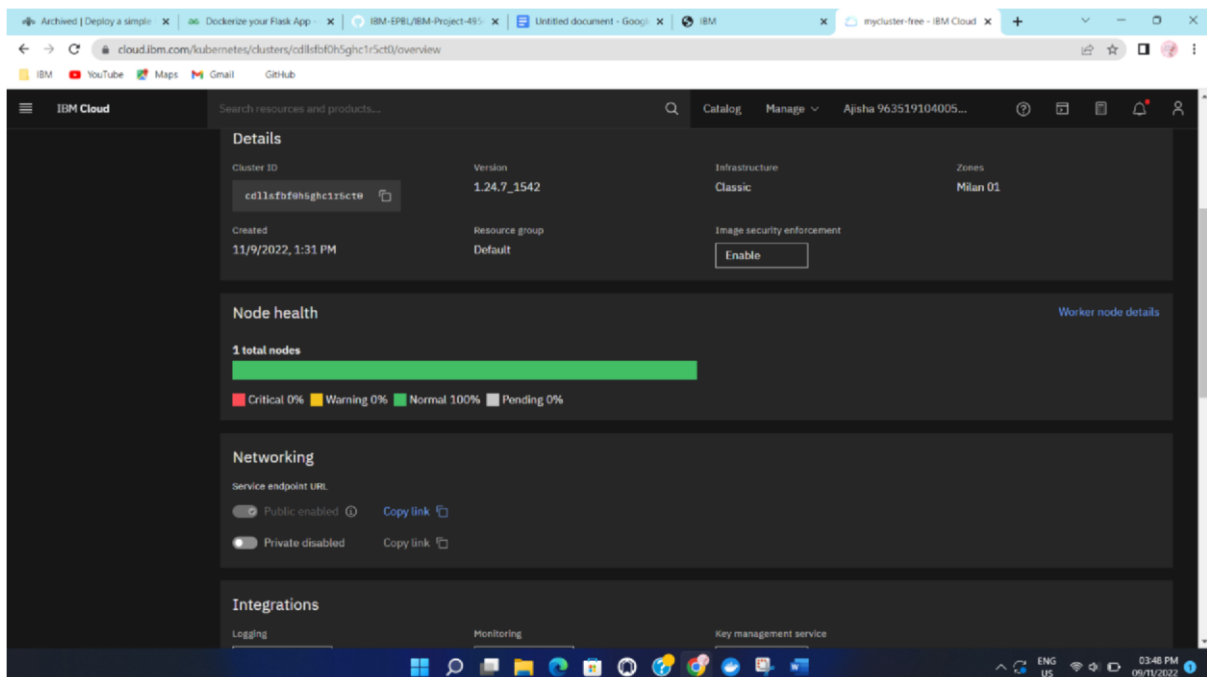 Archived | Deploy a simple
Dockerize your Flask App -
IBM-EPBL/IBM-Project-495
Untitled document - Googl
IBM
mycluster-free - IBM Cloud
cloud.ibm.com/kubernetes/clusters/cdllsfbf0h5ghc1r5ct0/overview
IBM YouTube Maps Gmail GitHub
IBM Cloud Search resources and products... Catalog Manage Ajisha 963519104005...
Details
Cluster ID Version Infrastructure Zones
cdllsfbf0h5ghc1r5ct0 1.24.7_1542 Classic Milan 01
Created Resource group Image security enforcement
11/9/2022, 1:31 PM Default Enable
Node health Worker node details
1 total nodes
Critical 0% Warning 0% Normal 100% Pending 0%
Networking
Service endpoint URL
Public enabled Copy link
Private disabled Copy link
Integrations
Logging Monitoring Key management service
ENG 03:48 PM
US 09/11/2022 1